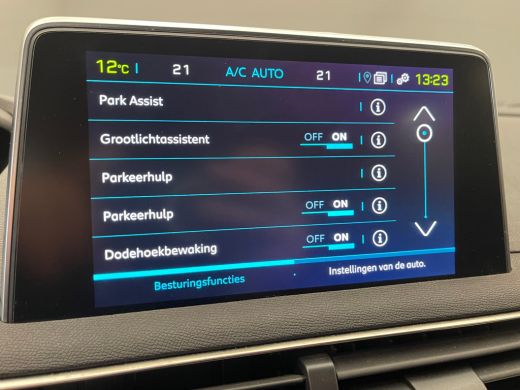 12°C 21 A/C AUTO 21 13:23
Park Assist
Grootlichtassistent OFF ON
Parkeerhulp
Parkeerhulp OFF ON
Dodehoekbewaking OFF ON
Besturingsfuncties Instellingen van de auto.